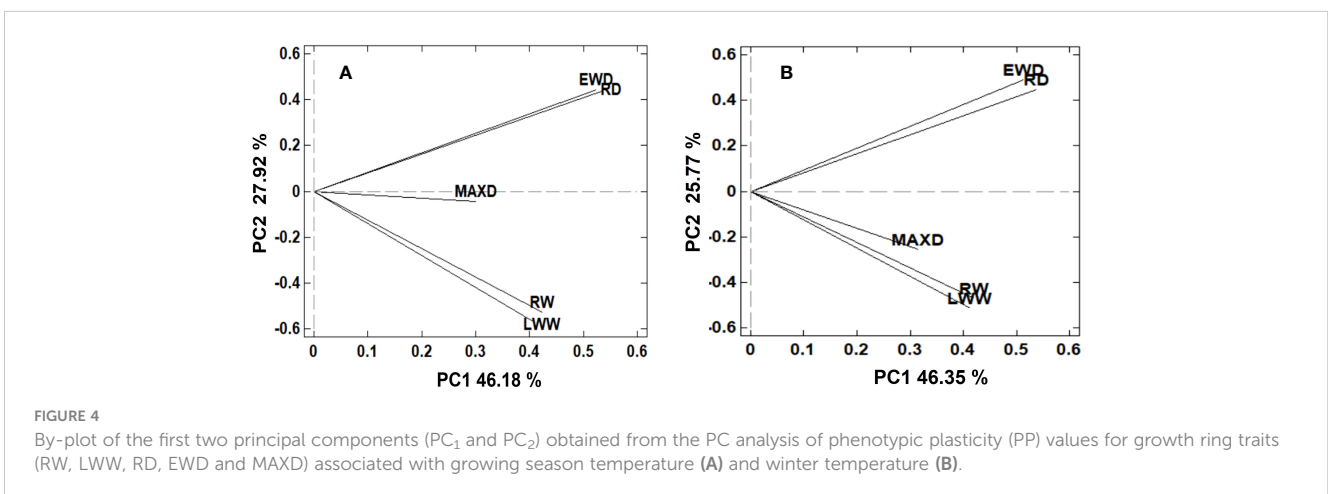 A
PC2 27.92 %
0.6
0.4
0.2
0
-0.2
-0.4
-0.6
EWD
RD
MAXD
RW
LWW
0 0.1 0.2 0.3 0.4 0.5 0.6
PC1 46.18 %
B
PC2 25.77 %
0.6
0.4
0.2
0
-0.2
-0.4
-0.6
EWD
RD
MAXD
RW
LWW
0 0.1 0.2 0.3 0.4 0.5 0.6
PC1 46.35 %
FIGURE 4
By-plot of the first two principal components (PC₁ and PC₂) obtained from the PC analysis of phenotypic plasticity (PP) values for growth ring traits
(RW, LWW, RD, EWD and MAXD) associated with growing season temperature (A) and winter temperature (B).